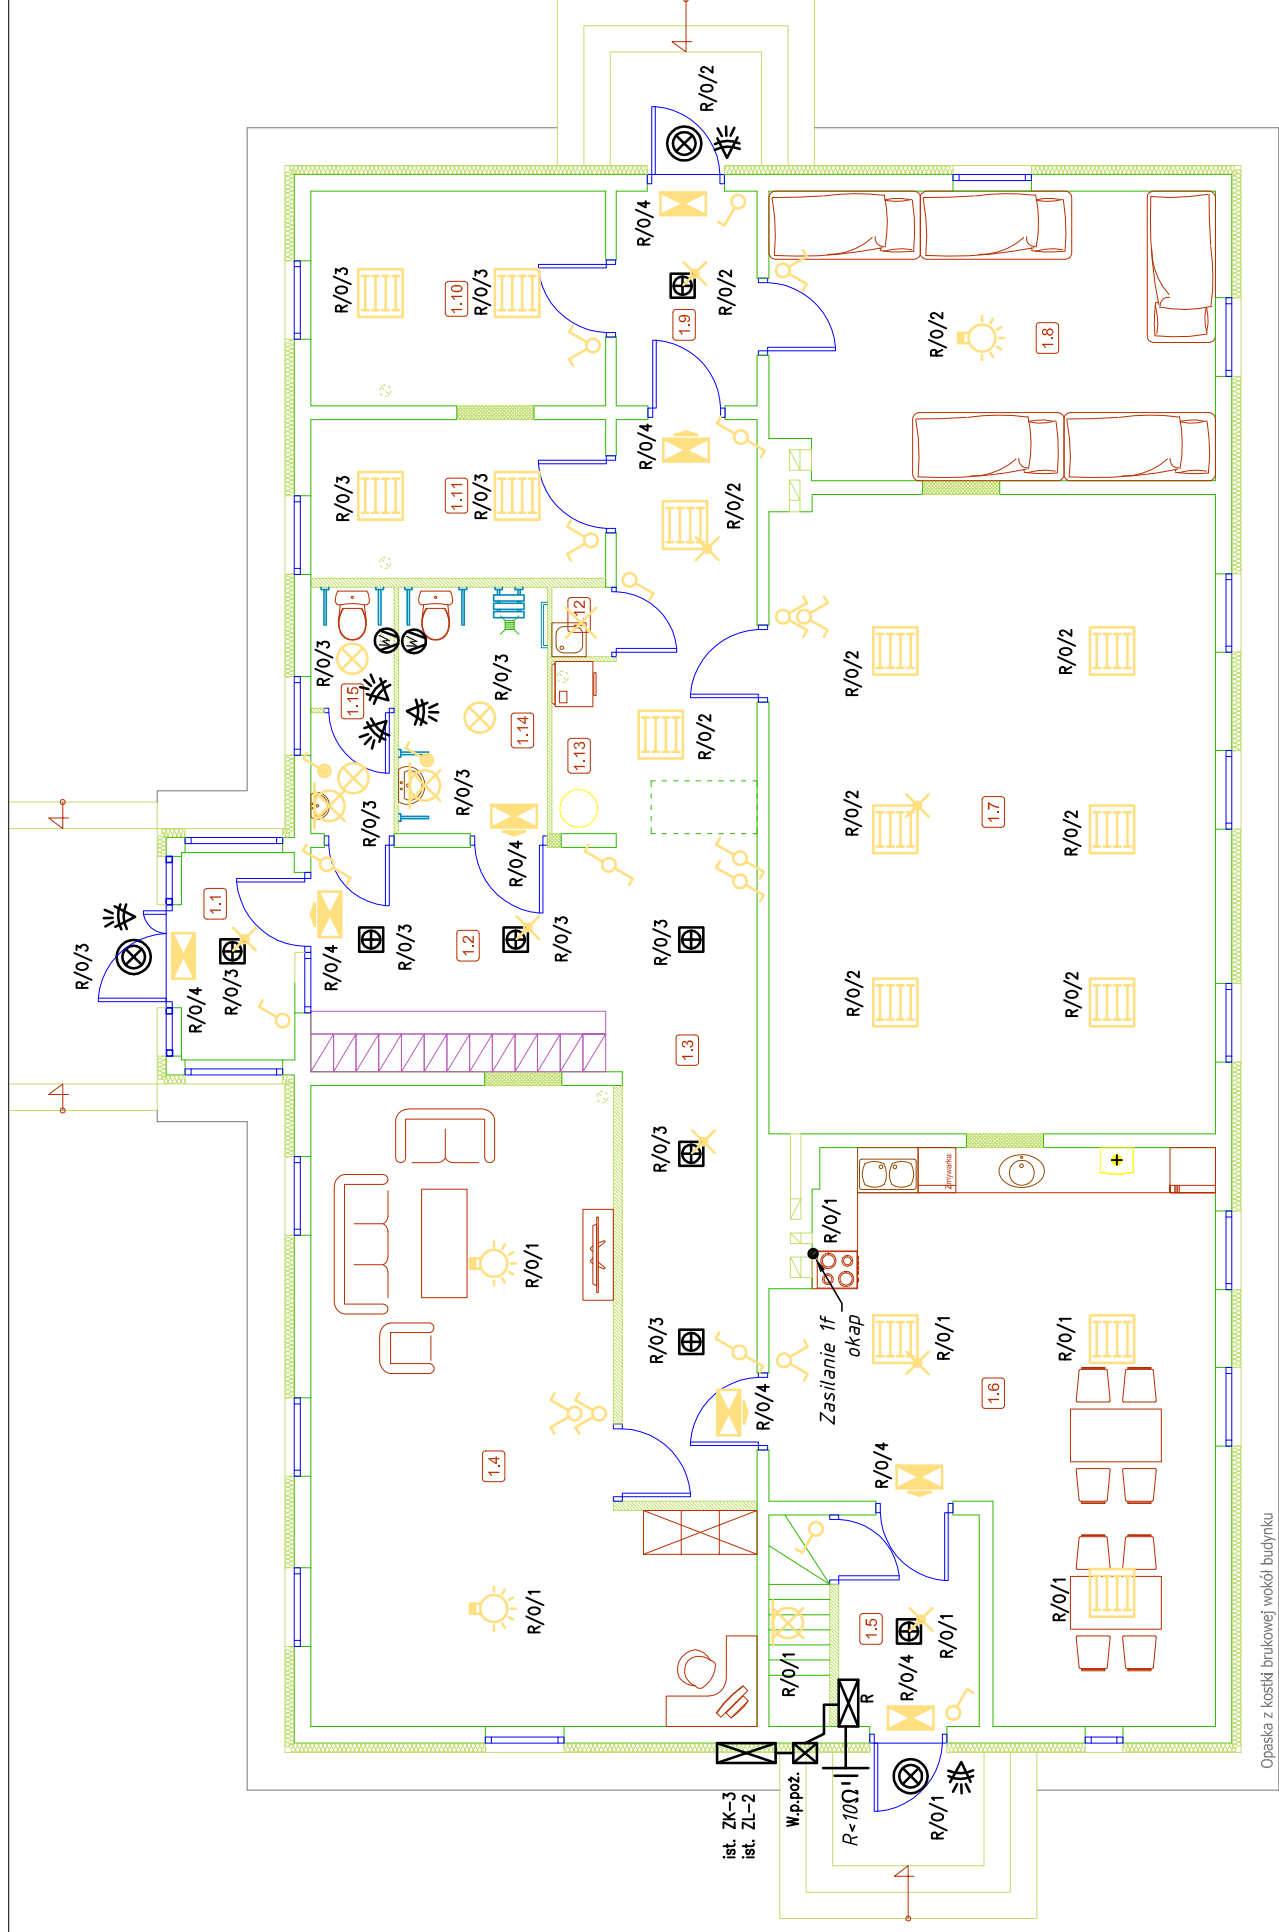 4
R/0/2
R/0/3
R/0/4
1.10
R/0/3
R/0/2
1.9
R/0/2
1.8
R/0/4
R/0/3
1.11
R/0/3
R/0/2
12
R/0/3
1.15
R/0/3
W
W
1.14
1.13
R/0/2
R/0/2
R/0/2
R/0/3
R/0/3
R/0/2
R/0/2
1.7
4
R/0/4
1.1
R/0/3
R/0/3
R/0/4
R/0/4
R/0/3
1.2
R/0/3
R/0/3
R/0/2
R/0/2
R/0/3
1.3
4
R/0/3
Zmywarka
R/0/1
R/0/1
R/0/3
Zasilanie 1f
okap
R/0/1
R/0/1
1.6
R/0/4
1.4
R/0/4
R/0/1
R/0/1
1.5
R/0/1
R/0/1
R/0/4
R
ist. ZK-3
ist. ZL-2
W.p.poż.
R<10Ω
R/0/1
4
Opaska z kostki brukowej wokół budynku